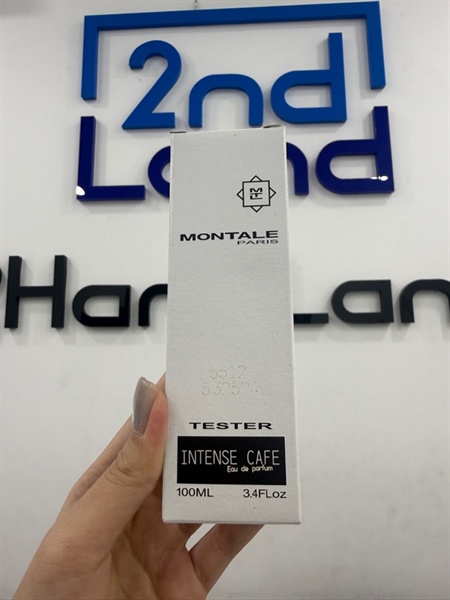 2nd
Land
MONTALE
PARIS
TESTER
INTENSE CAFE
Eau de parfum
100ML 3.4FLoz